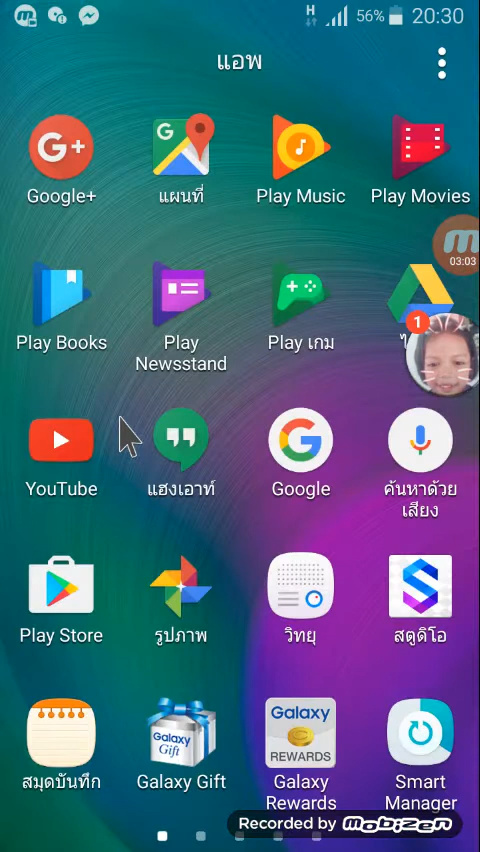 H
56%
20:30
แอพ
G+
G
Google+
แผนที่
Play Music
Play Movies
03:03
1
Play Books
Play
Newsstand
Play เกม
YouTube
แฮงเอาท์
Google
ค้นหาด้วย
เสียง
Play Store
รูปภาพ
วิทยุ
สตูดิโอ
Galaxy
Gift
Galaxy
REWARDS
สมุดบันทึก
Galaxy Gift
Galaxy
Rewards
Smart
Manager
Recorded by Mobizen